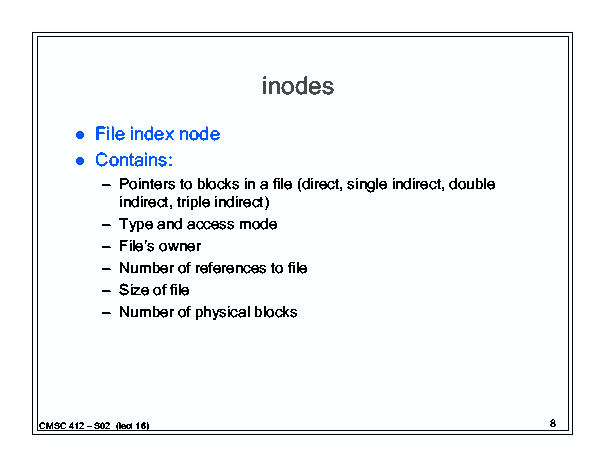 inodes
● File index node
● Contains:
– Pointers to blocks in a file (direct, single indirect, double
indirect, triple indirect)
– Type and access mode
– File's owner
– Number of references to file
– Size of file
– Number of physical blocks
CMSC 412 – S02 (lect 16)
8